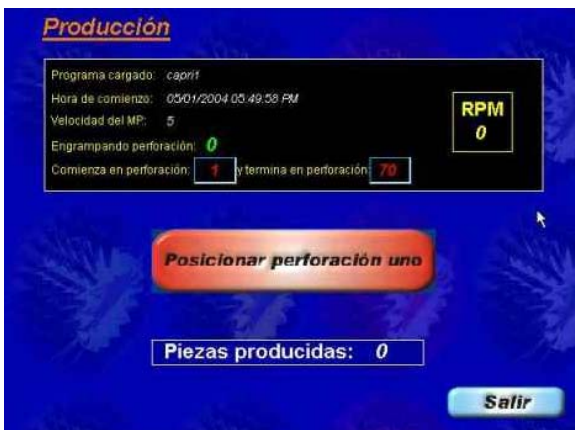 Producción
Programa cargado: capri1
Hora de comienzo: 05/01/2004 05:49:58 PM
Velocidad del MP: 5
RPM
0
Engrampando perforación: 0
Comienza en perforación: 1 y termina en perforación: 70
Posicionar perforación uno
Piezas producidas: 0
Salir